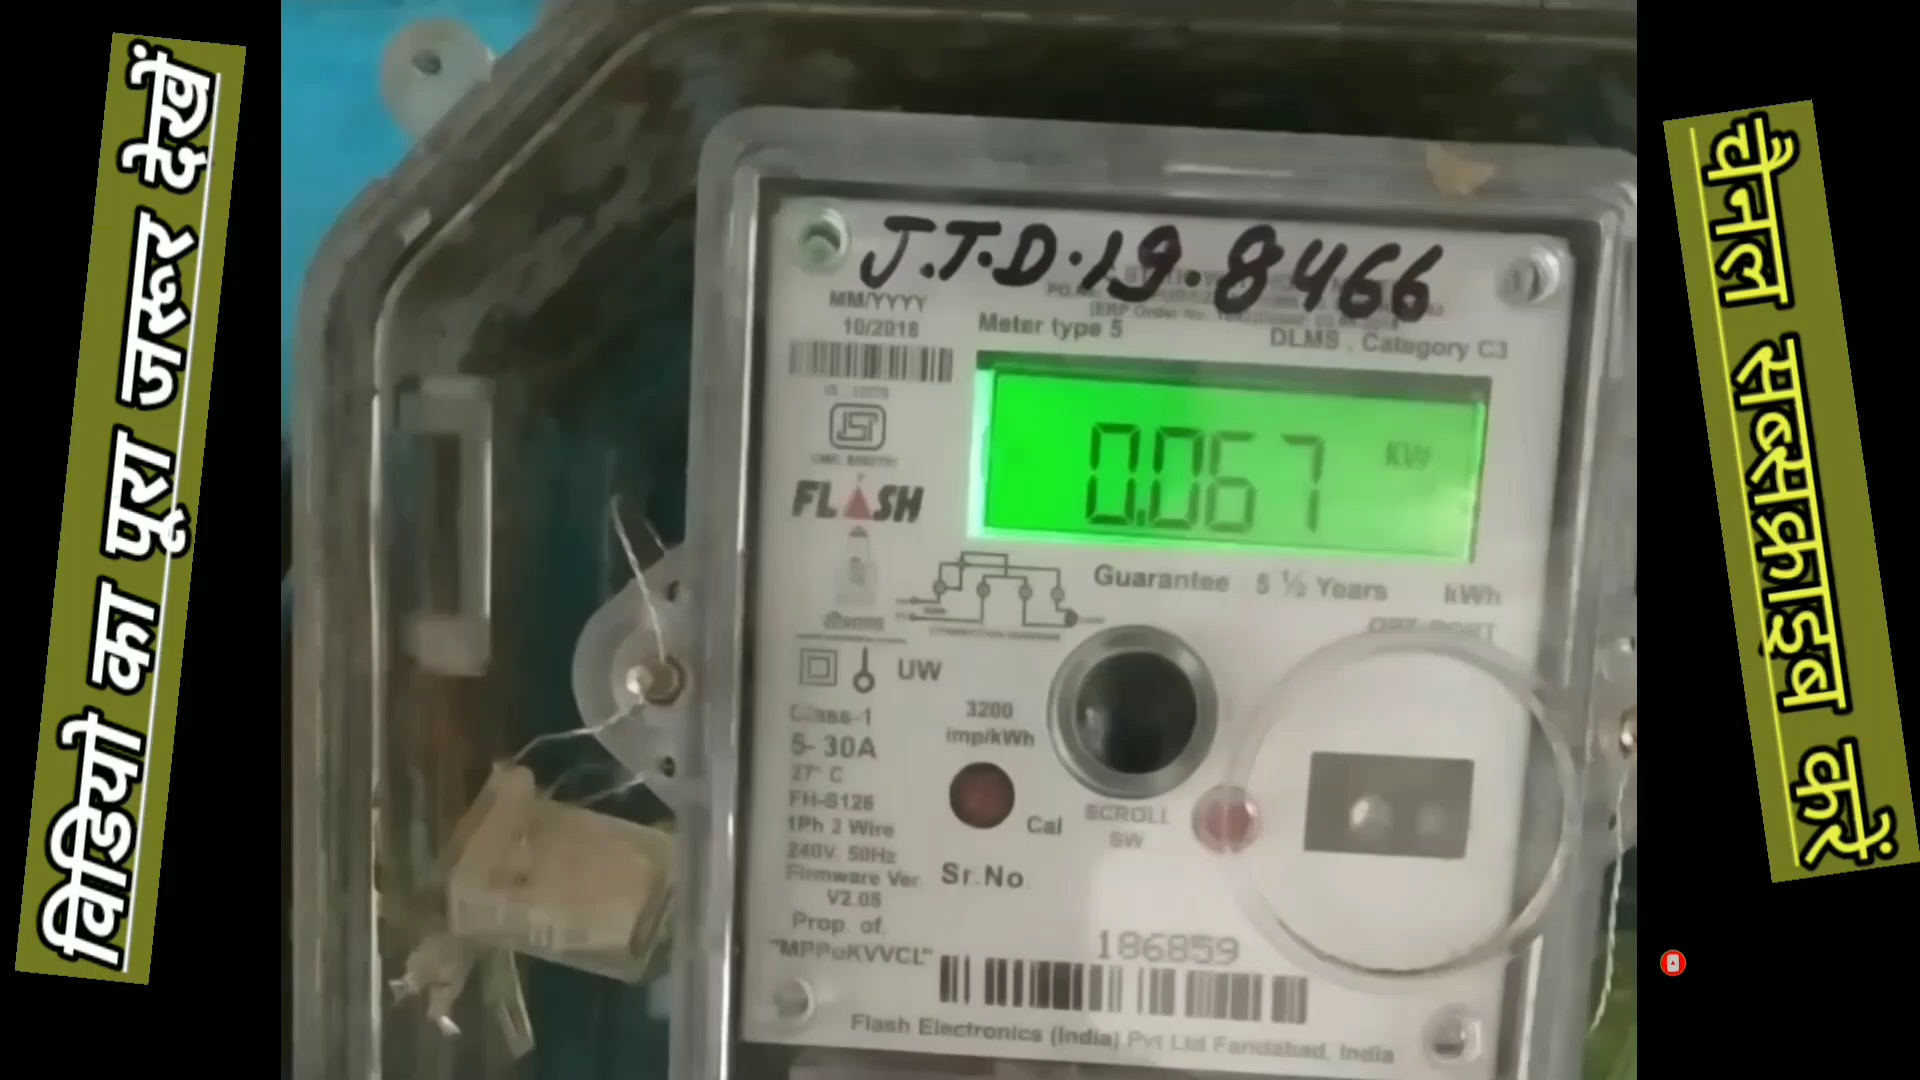 विडियो का पूरा जरूर देखें
J.T.D.19.8466
MM/YYYY
10/2018
Meter type 5
DLMS . Category C3
0.067 KW
FLASH
Guarantee 5 ½ Years
kWh
UW
Class-1
5- 30A
27° C
FH-S126
1Ph 2 Wire
240V. 50Hz
Firmware Ver.
V2.05
Prop. of.
3200
imp/kWh
Cal
SCROLL
SW
Sr.No.
186859
Flash Electronics (India) Pvt Ltd Faridabad, India
चैनल सब्सक्राइब करें